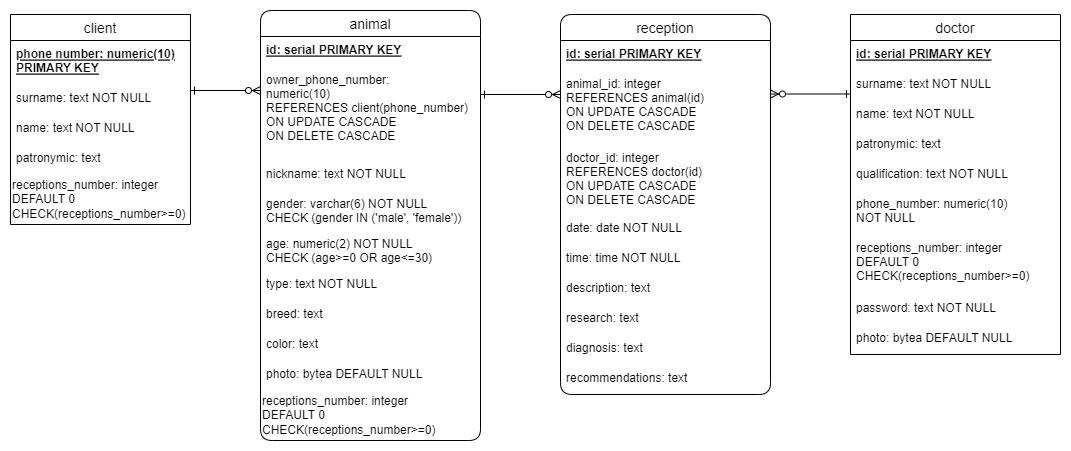 client
phone number: numeric(10)
PRIMARY KEY
surname: text NOT NULL
name: text NOT NULL
patronymic: text
receptions_number: integer
DEFAULT 0
CHECK(receptions_number>=0)
animal
id: serial PRIMARY KEY
owner_phone_number:
numeric(10)
REFERENCES client(phone_number)
ON UPDATE CASCADE
ON DELETE CASCADE
nickname: text NOT NULL
gender: varchar(6) NOT NULL
CHECK (gender IN ('male', 'female'))
age: numeric(2) NOT NULL
CHECK (age>=0 OR age<=30)
type: text NOT NULL
breed: text
color: text
photo: bytea DEFAULT NULL
receptions_number: integer
DEFAULT 0
CHECK(receptions_number>=0)
reception
id: serial PRIMARY KEY
animal_id: integer
REFERENCES animal(id)
ON UPDATE CASCADE
ON DELETE CASCADE
doctor_id: integer
REFERENCES doctor(id)
ON UPDATE CASCADE
ON DELETE CASCADE
date: date NOT NULL
time: time NOT NULL
description: text
research: text
diagnosis: text
recommendations: text
doctor
id: serial PRIMARY KEY
surname: text NOT NULL
name: text NOT NULL
patronymic: text
qualification: text NOT NULL
phone_number: numeric(10)
NOT NULL
receptions_number: integer
DEFAULT 0
CHECK(receptions_number>=0)
password: text NOT NULL
photo: bytea DEFAULT NULL